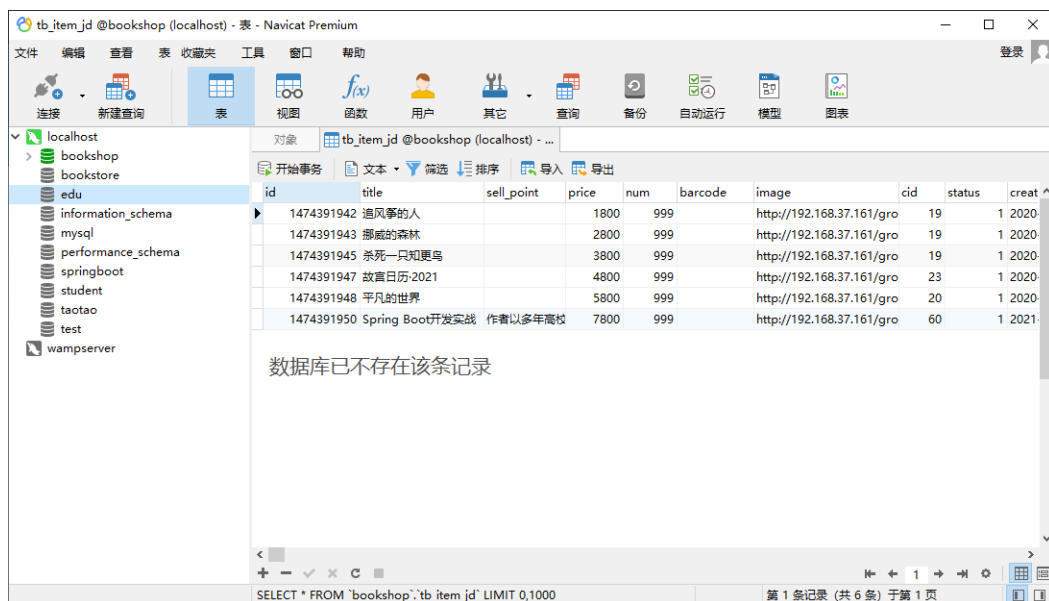 tb_item_jd @bookshop (localhost) - 表 - Navicat Premium
文件 编辑 查看 表 收藏夹 工具 窗口 帮助 登录
连接 新建查询 表 视图 函数 用户 其它 查询 备份 自动运行 模型 图表
localhost
bookshop
bookstore
edu
information_schema
mysql
performance_schema
springboot
student
taotao
test
wampserver
对象 tb_item_jd @bookshop (localhost) - ...
开始事务 文本 筛选 排序 导入 导出
id title sell_point price num barcode image cid status creat
1474391942 追风筝的人 1800 999 http://192.168.37.161/gro 19 1 2020-
1474391943 挪威的森林 2800 999 http://192.168.37.161/gro 19 1 2020-
1474391945 杀死一只知更鸟 3800 999 http://192.168.37.161/gro 19 1 2020-
1474391947 故宫日历·2021 4800 999 http://192.168.37.161/gro 23 1 2020-
1474391948 平凡的世界 5800 999 http://192.168.37.161/gro 20 1 2020-
1474391950 Spring Boot开发实战 作者以多年高校 7800 999 http://192.168.37.161/gro 60 1 2021-
数据库已不存在该条记录
1
SELECT * FROM `bookshop`.`tb_item_jd` LIMIT 0,1000 第 1 条记录 (共 6 条) 于第 1 页